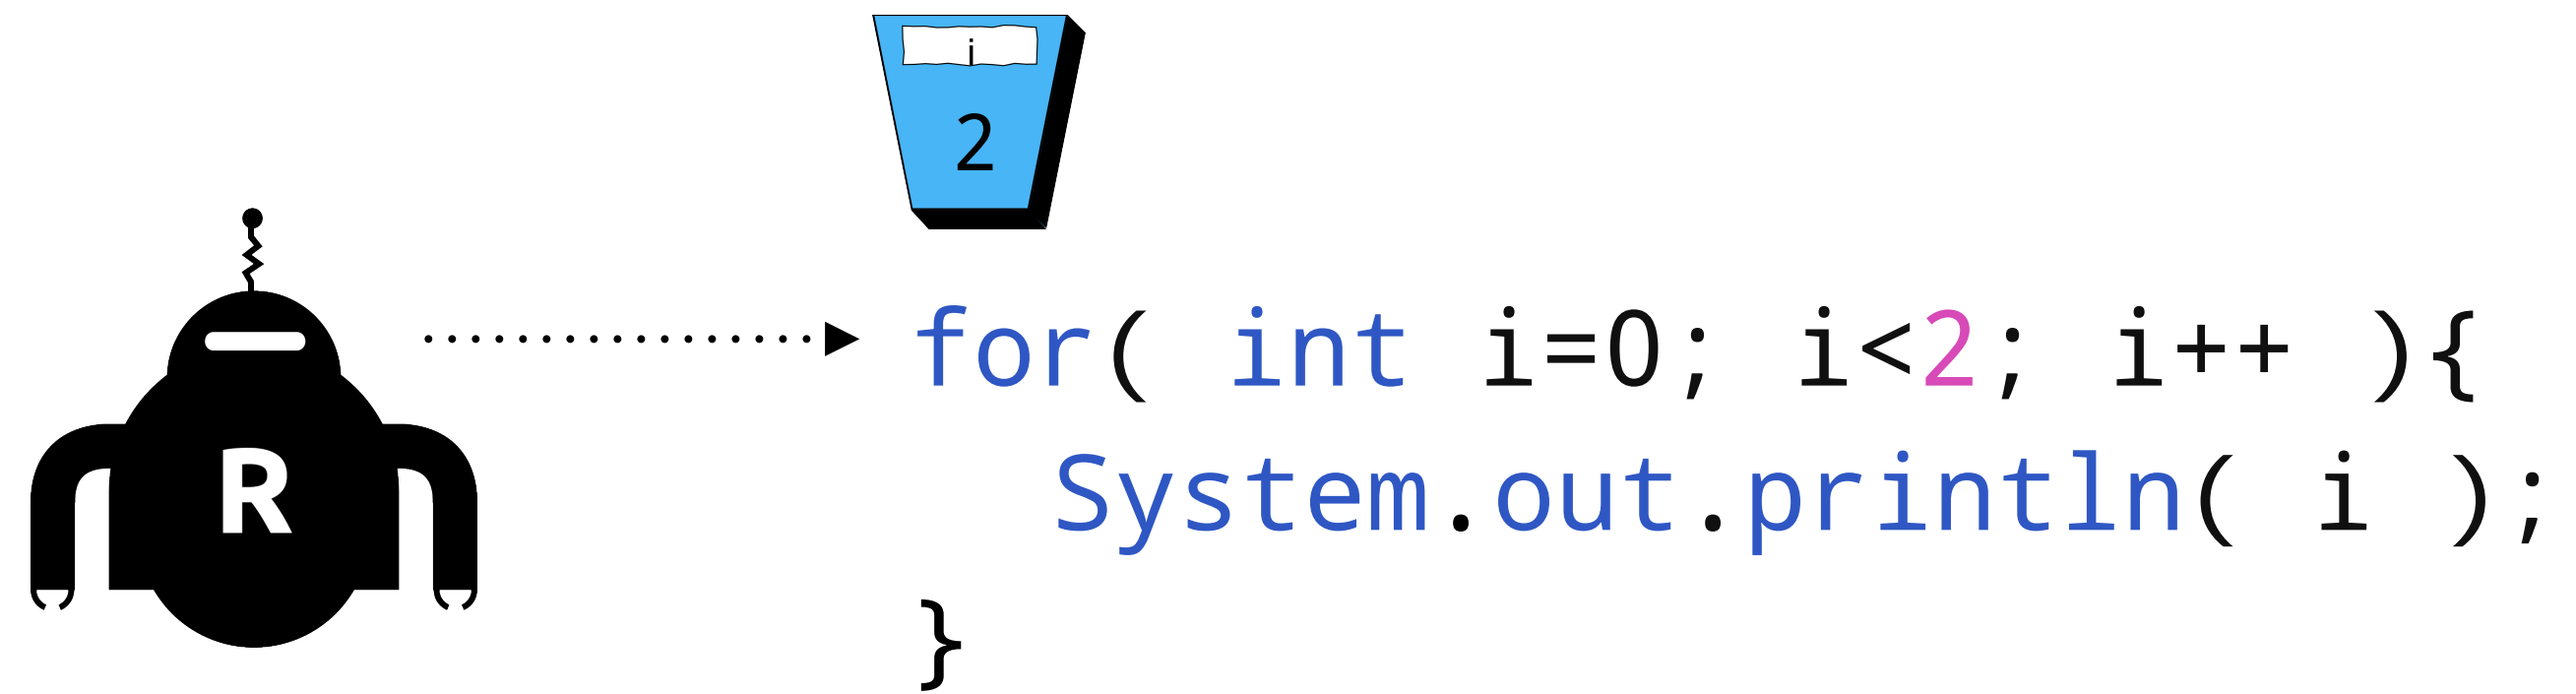 i
2
R
for( int i=0; i<2; i++ ){
System.out.println( i );
}